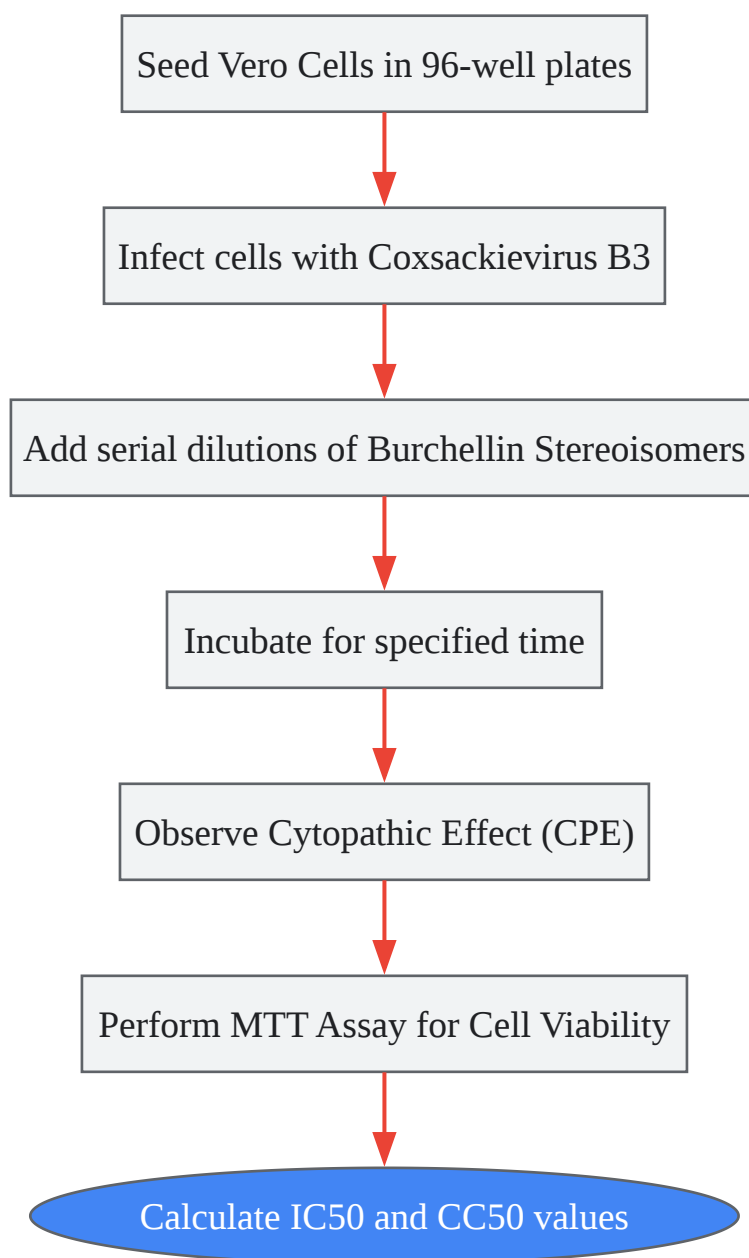 Seed Vero Cells in 96-well plates
Infect cells with Coxsackievirus B3
Add serial dilutions of Burchellin Stereoisomers
Incubate for specified time
Observe Cytopathic Effect (CPE)
Perform MTT Assay for Cell Viability
Calculate IC50 and CC50 values